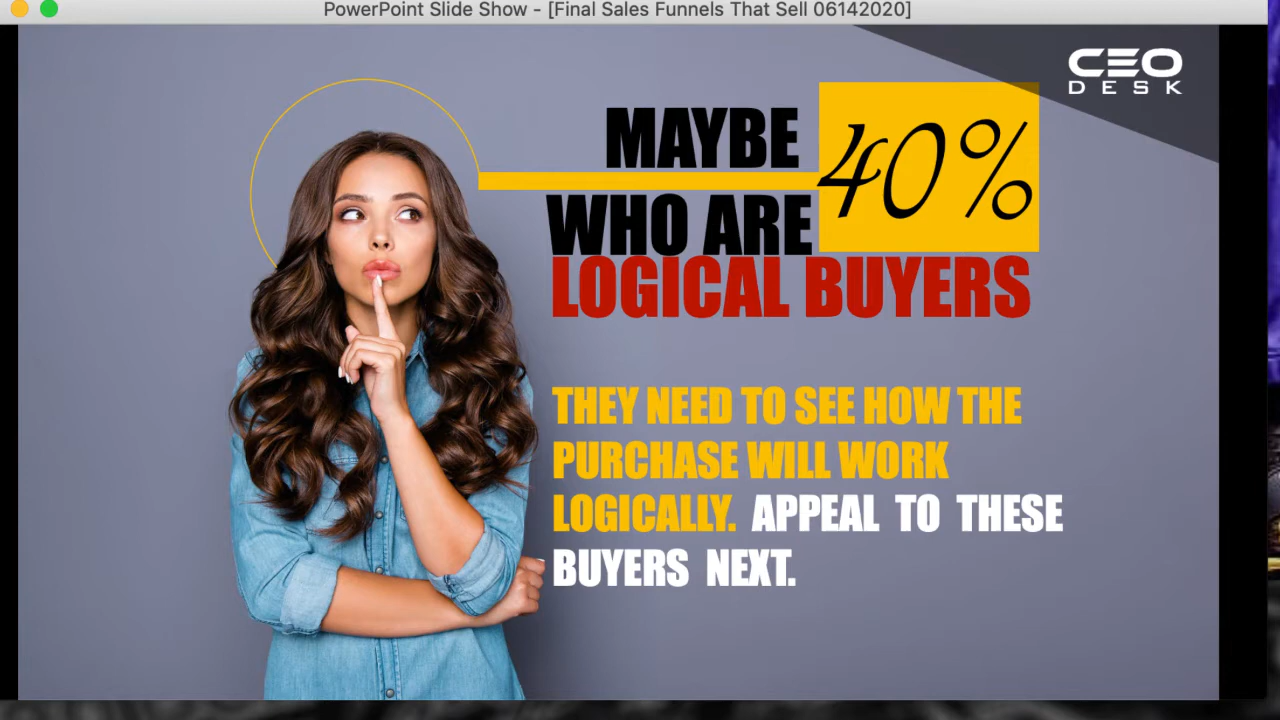 PowerPoint Slide Show - [Final Sales Funnels That Sell 06142020]
CEO
DESK
MAYBE 40%
WHO ARE
LOGICAL BUYERS
THEY NEED TO SEE HOW THE
PURCHASE WILL WORK
LOGICALLY. APPEAL TO THESE
BUYERS NEXT.